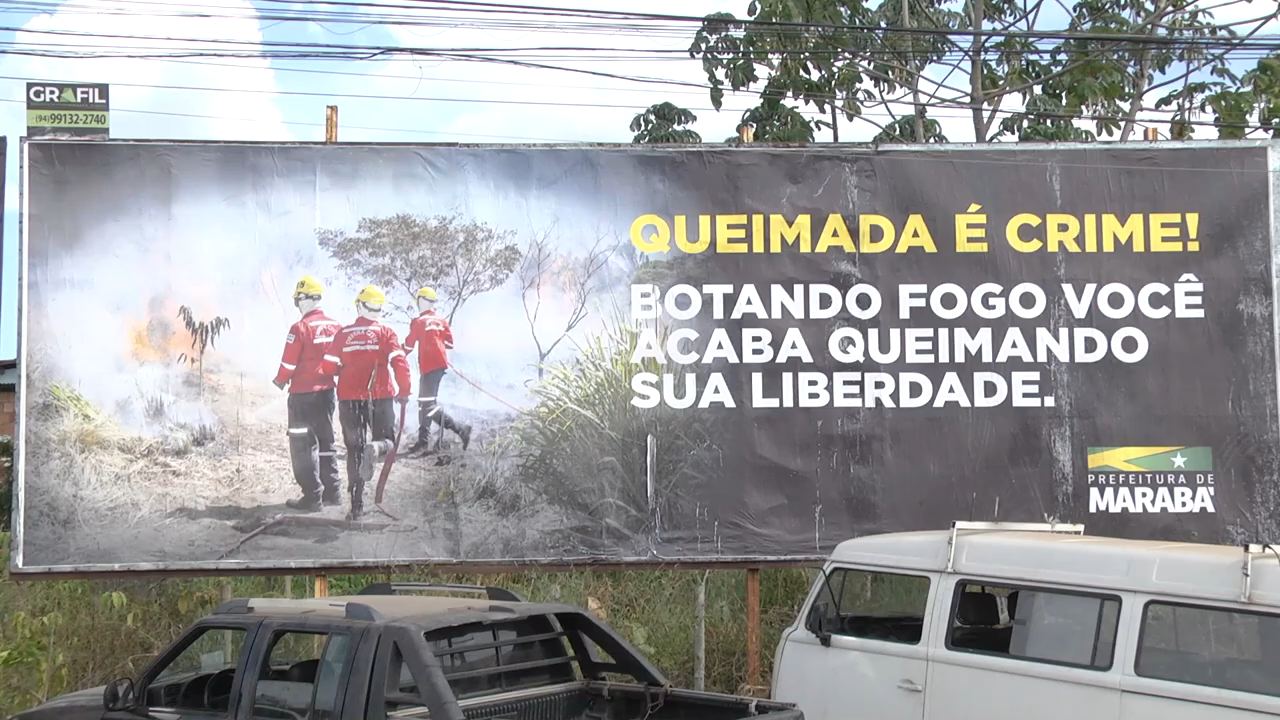 GRAFIL
(94)99132-2740
QUEIMADA É CRIME!
BOTANDO FOGO VOCÊ
ACABA QUEIMANDO
SUA LIBERDADE.
PREFEITURA DE
MARABÁ